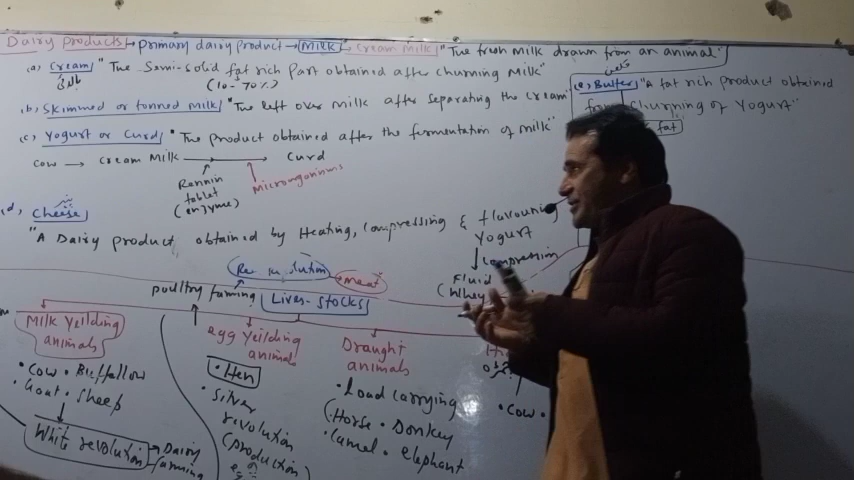 Dairy products → primary dairy product → Milk → Cream milk "The fresh milk drawn from an animal"
(a) Cream "The Semi-solid fat rich part obtained after churning Milk"
بالائی (10-70%)
(b) Skimmed or tonned milk "The left over milk after separating the cream"
(c) Yogurt or Curd "The product obtained after the fermentation of milk"
Cow → cream Milk → Curd
Rennin tablet (enzyme)
(e) Butter "A fat rich product obtained
churning of Yogurt"
fat
(d) Cheese
"A Dairy product, obtained by Heating, Compressing & flavouring
Yogurt
↓ Compression
Fluid
(Whey
meat
poultry farming
Lives-stocks
Milk yeilding animals
• Cow • Buffallow
• Goat • Sheep
White revolution → Dairy farming
egg Yeilding animals
• Hen
• Silver revolution
(production
Draught animals
• Load carrying
(Horse • Donkey
• Camel • elephant
• Cow •